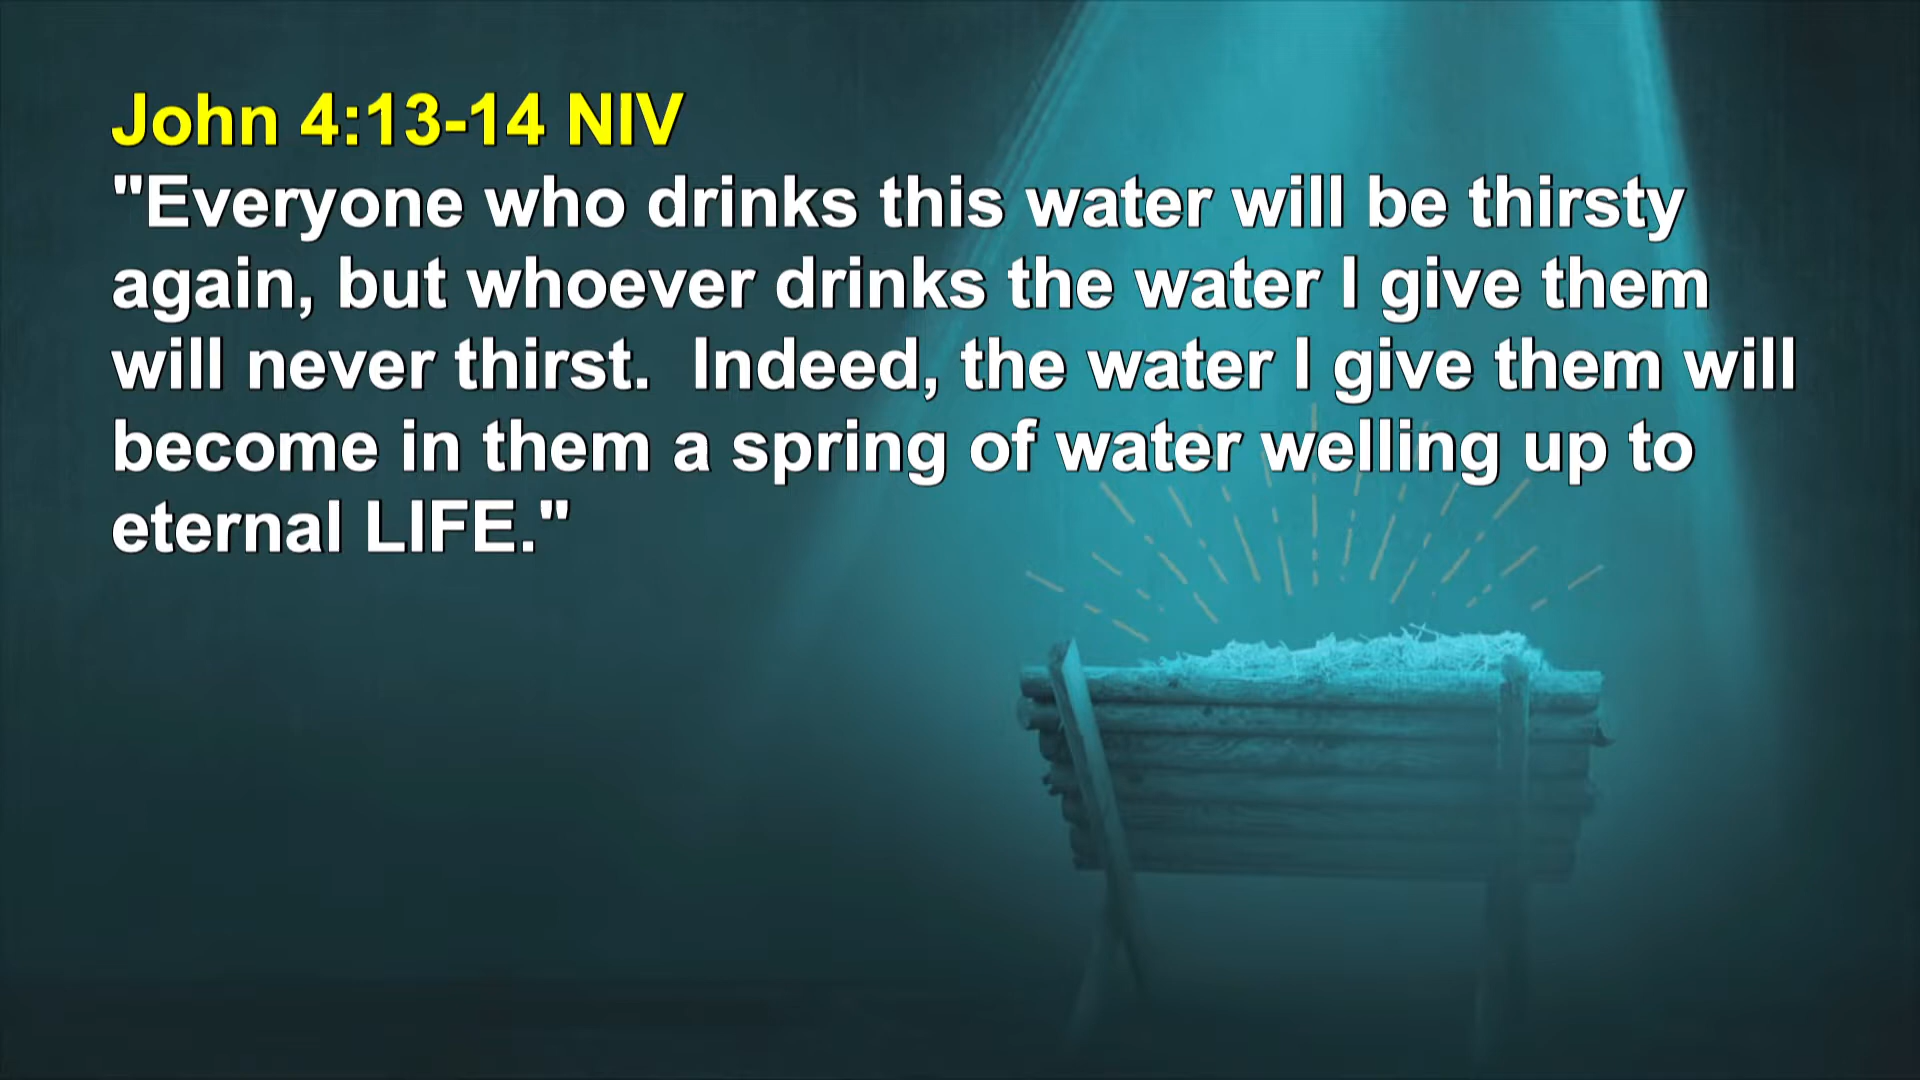 John 4:13-14 NIV
"Everyone who drinks this water will be thirsty
again, but whoever drinks the water I give them
will never thirst.  Indeed, the water I give them will
become in them a spring of water welling up to
eternal LIFE."